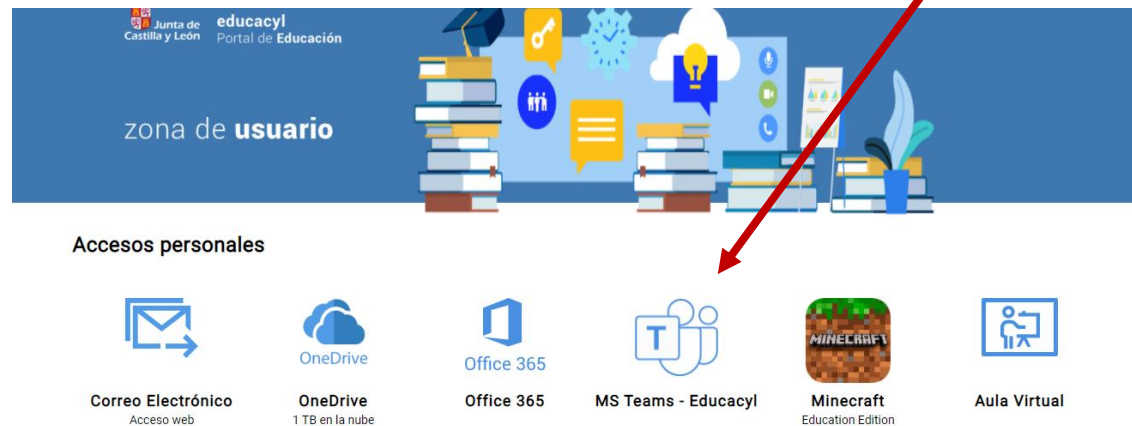 Junta de
Castilla y León
educacyl
Portal de Educación
zona de usuario
Accesos personales
OneDrive
Office 365
T
MINECRAFT
Correo Electrónico
Acceso web
OneDrive
1 TB en la nube
Office 365
MS Teams - Educacyl
Minecraft
Education Edition
Aula Virtual